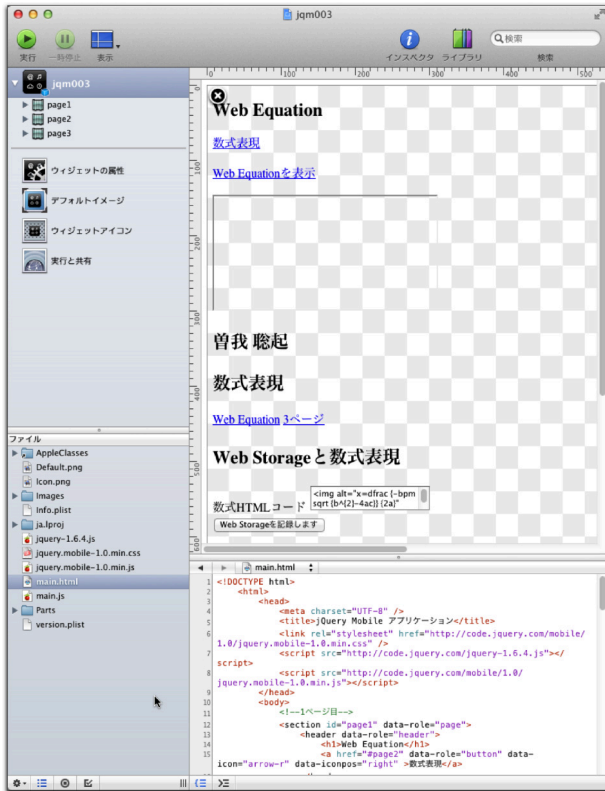 jqm003
実行
一時停止
表示
インスペクタ
ライブラリ
検索
検索
jqm003
page1
page2
page3
ウィジェットの属性
デフォルトイメージ
ウィジェットアイコン
実行と共有
0
100
200
300
400
500
0
100
200
300
400
500
600
Web Equation
数式表現
Web Equationを表示
曽我 聡起
数式表現
Web Equation 3ページ
Web Storageと数式表現
数式HTMLコード
<img alt="x=dfrac {-bpm
sqrt {b^{2}-4ac}} {2a}"
Web Storageを記録します
ファイル
AppleClasses
Default.png
Icon.png
Images
Info.plist
ja.lproj
jquery-1.6.4.js
jquery.mobile-1.0.min.css
jquery.mobile-1.0.min.js
main.html
main.js
Parts
version.plist
main.html
1 <!DOCTYPE html>
2 <html>
3 <head>
4 <meta charset="UTF-8" />
5 <title>jQuery Mobile アプリケーション</title>
6 <link rel="stylesheet" href="http://code.jquery.com/mobile/
1.0/jquery.mobile-1.0.min.css" />
7 <script src="http://code.jquery.com/jquery-1.6.4.js"></
script>
8 <script src="http://code.jquery.com/mobile/1.0/
jquery.mobile-1.0.min.js"></script>
9 </head>
10 <body>
11 <!--1ページ目-->
12 <section id="page1" data-role="page">
13 <header data-role="header">
14 <h1>Web Equation</h1>
15 <a href="#page2" data-role="button" data-
icon="arrow-r" data-iconpos="right" >数式表現</a>